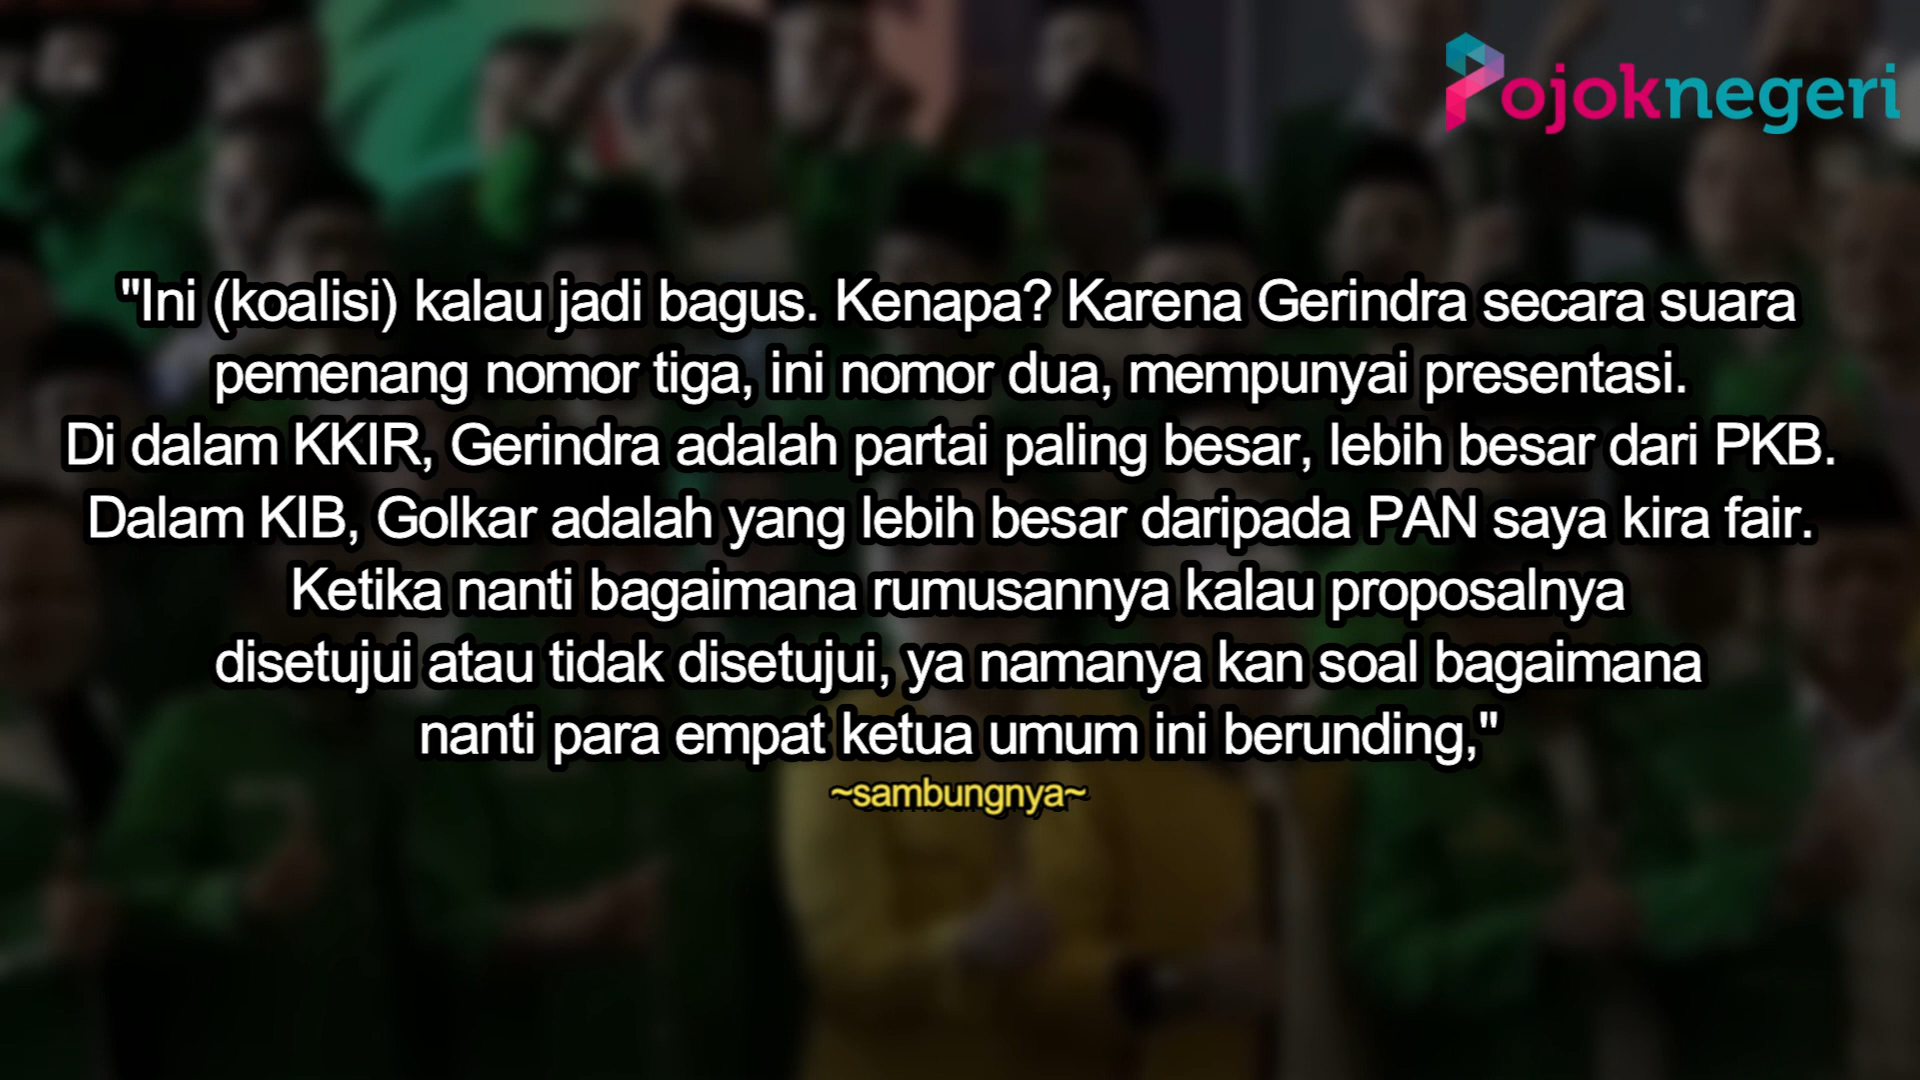 Pojoknegeri
"Ini (koalisi) kalau jadi bagus. Kenapa? Karena Gerindra secara suara
pemenang nomor tiga, ini nomor dua, mempunyai presentasi.
Di dalam KKIR, Gerindra adalah partai paling besar, lebih besar dari PKB.
Dalam KIB, Golkar adalah yang lebih besar daripada PAN saya kira fair.
Ketika nanti bagaimana rumusannya kalau proposalnya
disetujui atau tidak disetujui, ya namanya kan soal bagaimana
nanti para empat ketua umum ini berunding,"
~sambungnya~